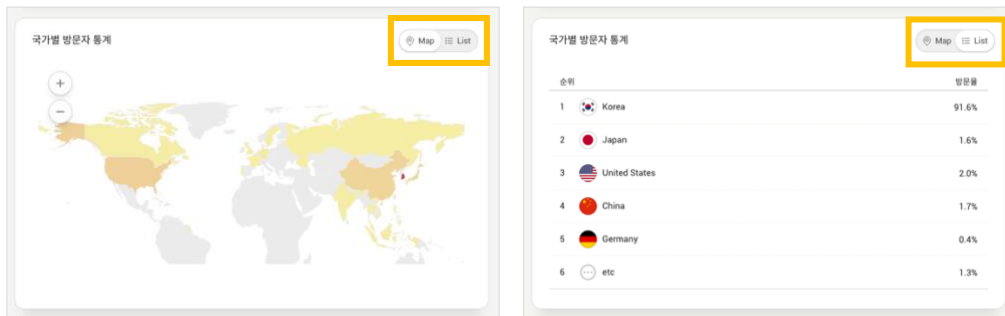 국가별 방문자 통계
Map List
+
−
국가별 방문자 통계
Map List
순위 방문율
1 Korea 91.6%
2 Japan 1.6%
3 United States 2.0%
4 China 1.7%
5 Germany 0.4%
6 etc 1.3%